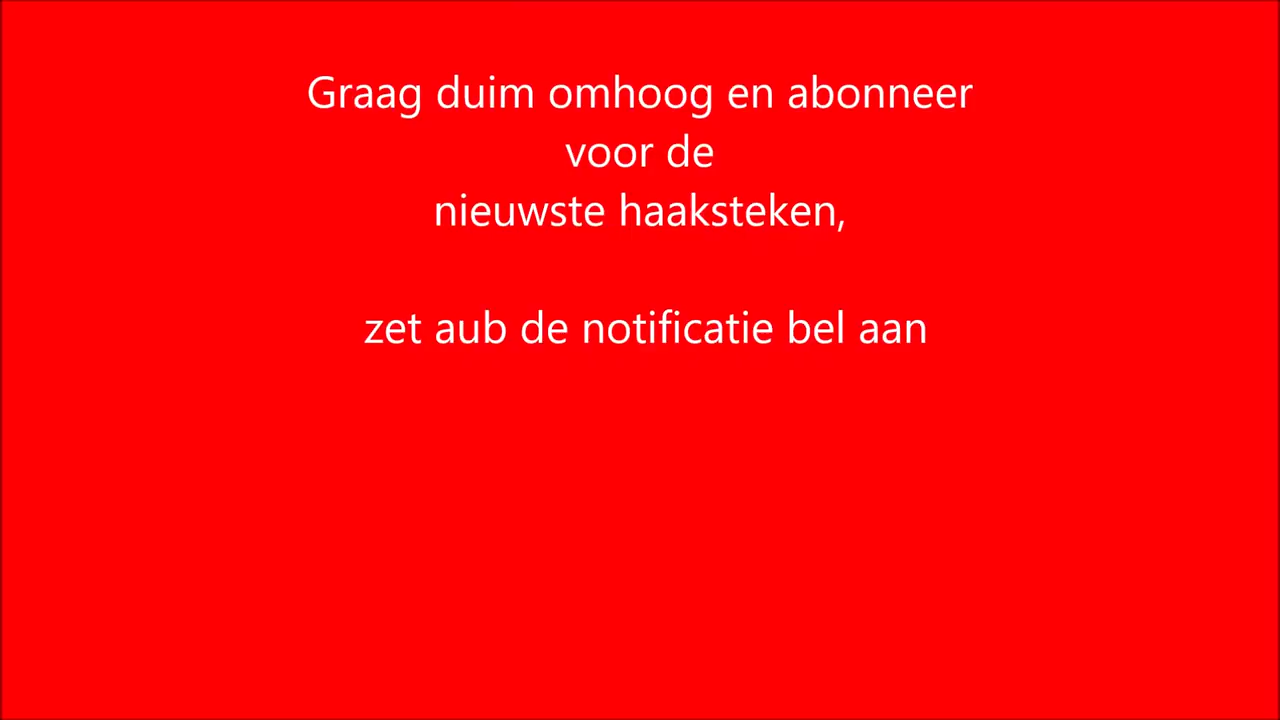 Graag duim omhoog en abonneer
voor de
nieuwste haaksteken,
zet aub de notificatie bel aan